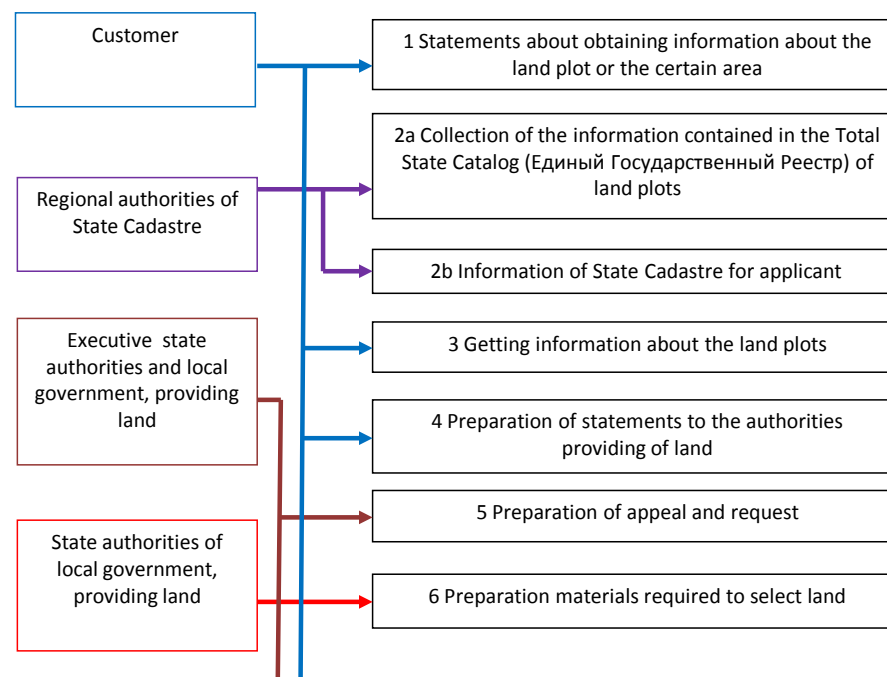 Customer
1 Statements about obtaining information about the
land plot or the certain area
2a Collection of the information contained in the Total
State Catalog (Единый Государственный Реестр) of
land plots
Regional authorities of
State Cadastre
2b Information of State Cadastre for applicant
Executive state
authorities and local
government, providing
land
3 Getting information about the land plots
4 Preparation of statements to the authorities
providing of land
5 Preparation of appeal and request
State authorities of
local government,
providing land
6 Preparation materials required to select land